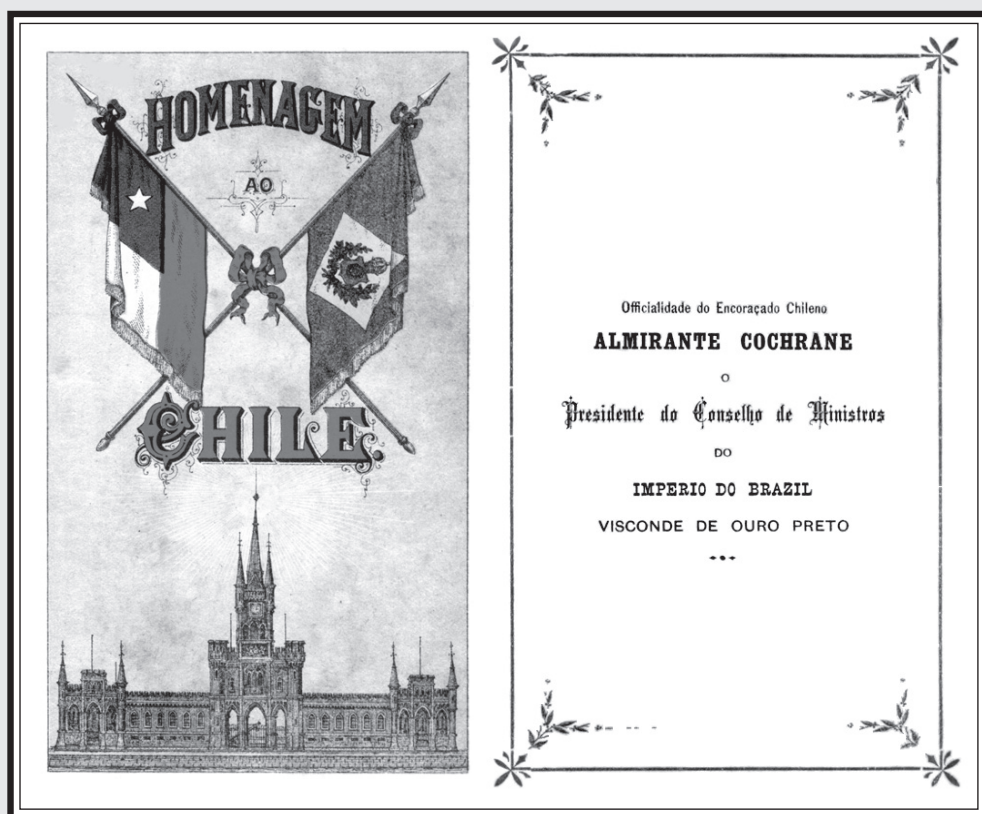 HOMENAGEM
AO
CHILE.
Officialidade do Encoraçado Chileno
ALMIRANTE COCHRANE
O
Presidente do Conselho de Ministros
DO
IMPERIO DO BRAZIL
VISCONDE DE OURO PRETO